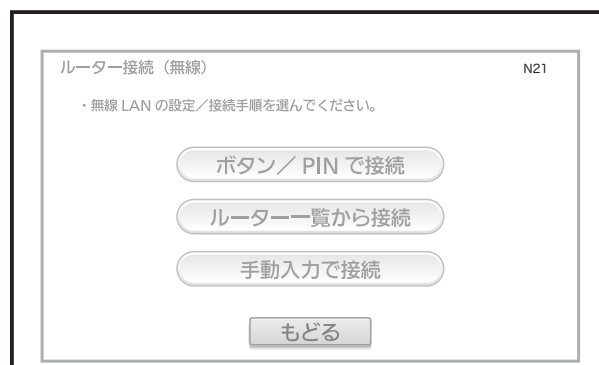 ルーター接続（無線）
N21
・無線 LAN の設定／接続手順を選んでください。
ボタン／ PIN で接続
ルーター一覧から接続
手動入力で接続
もどる